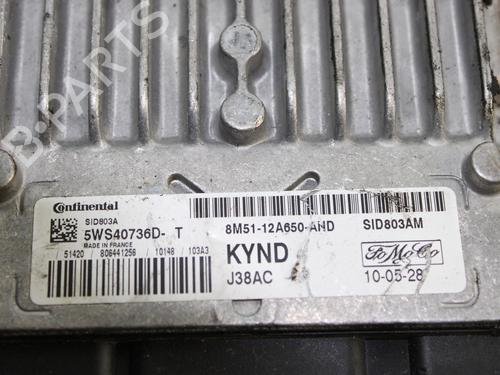 B-PARTS
Continental
SID803A
5WS40736D- T
MADE IN FRANCE
51420 / 806441256 / 10148 / 103A3
8M51-12A650-AND SID803AM
KYND
J38AC
FoMoCo
10-05-28